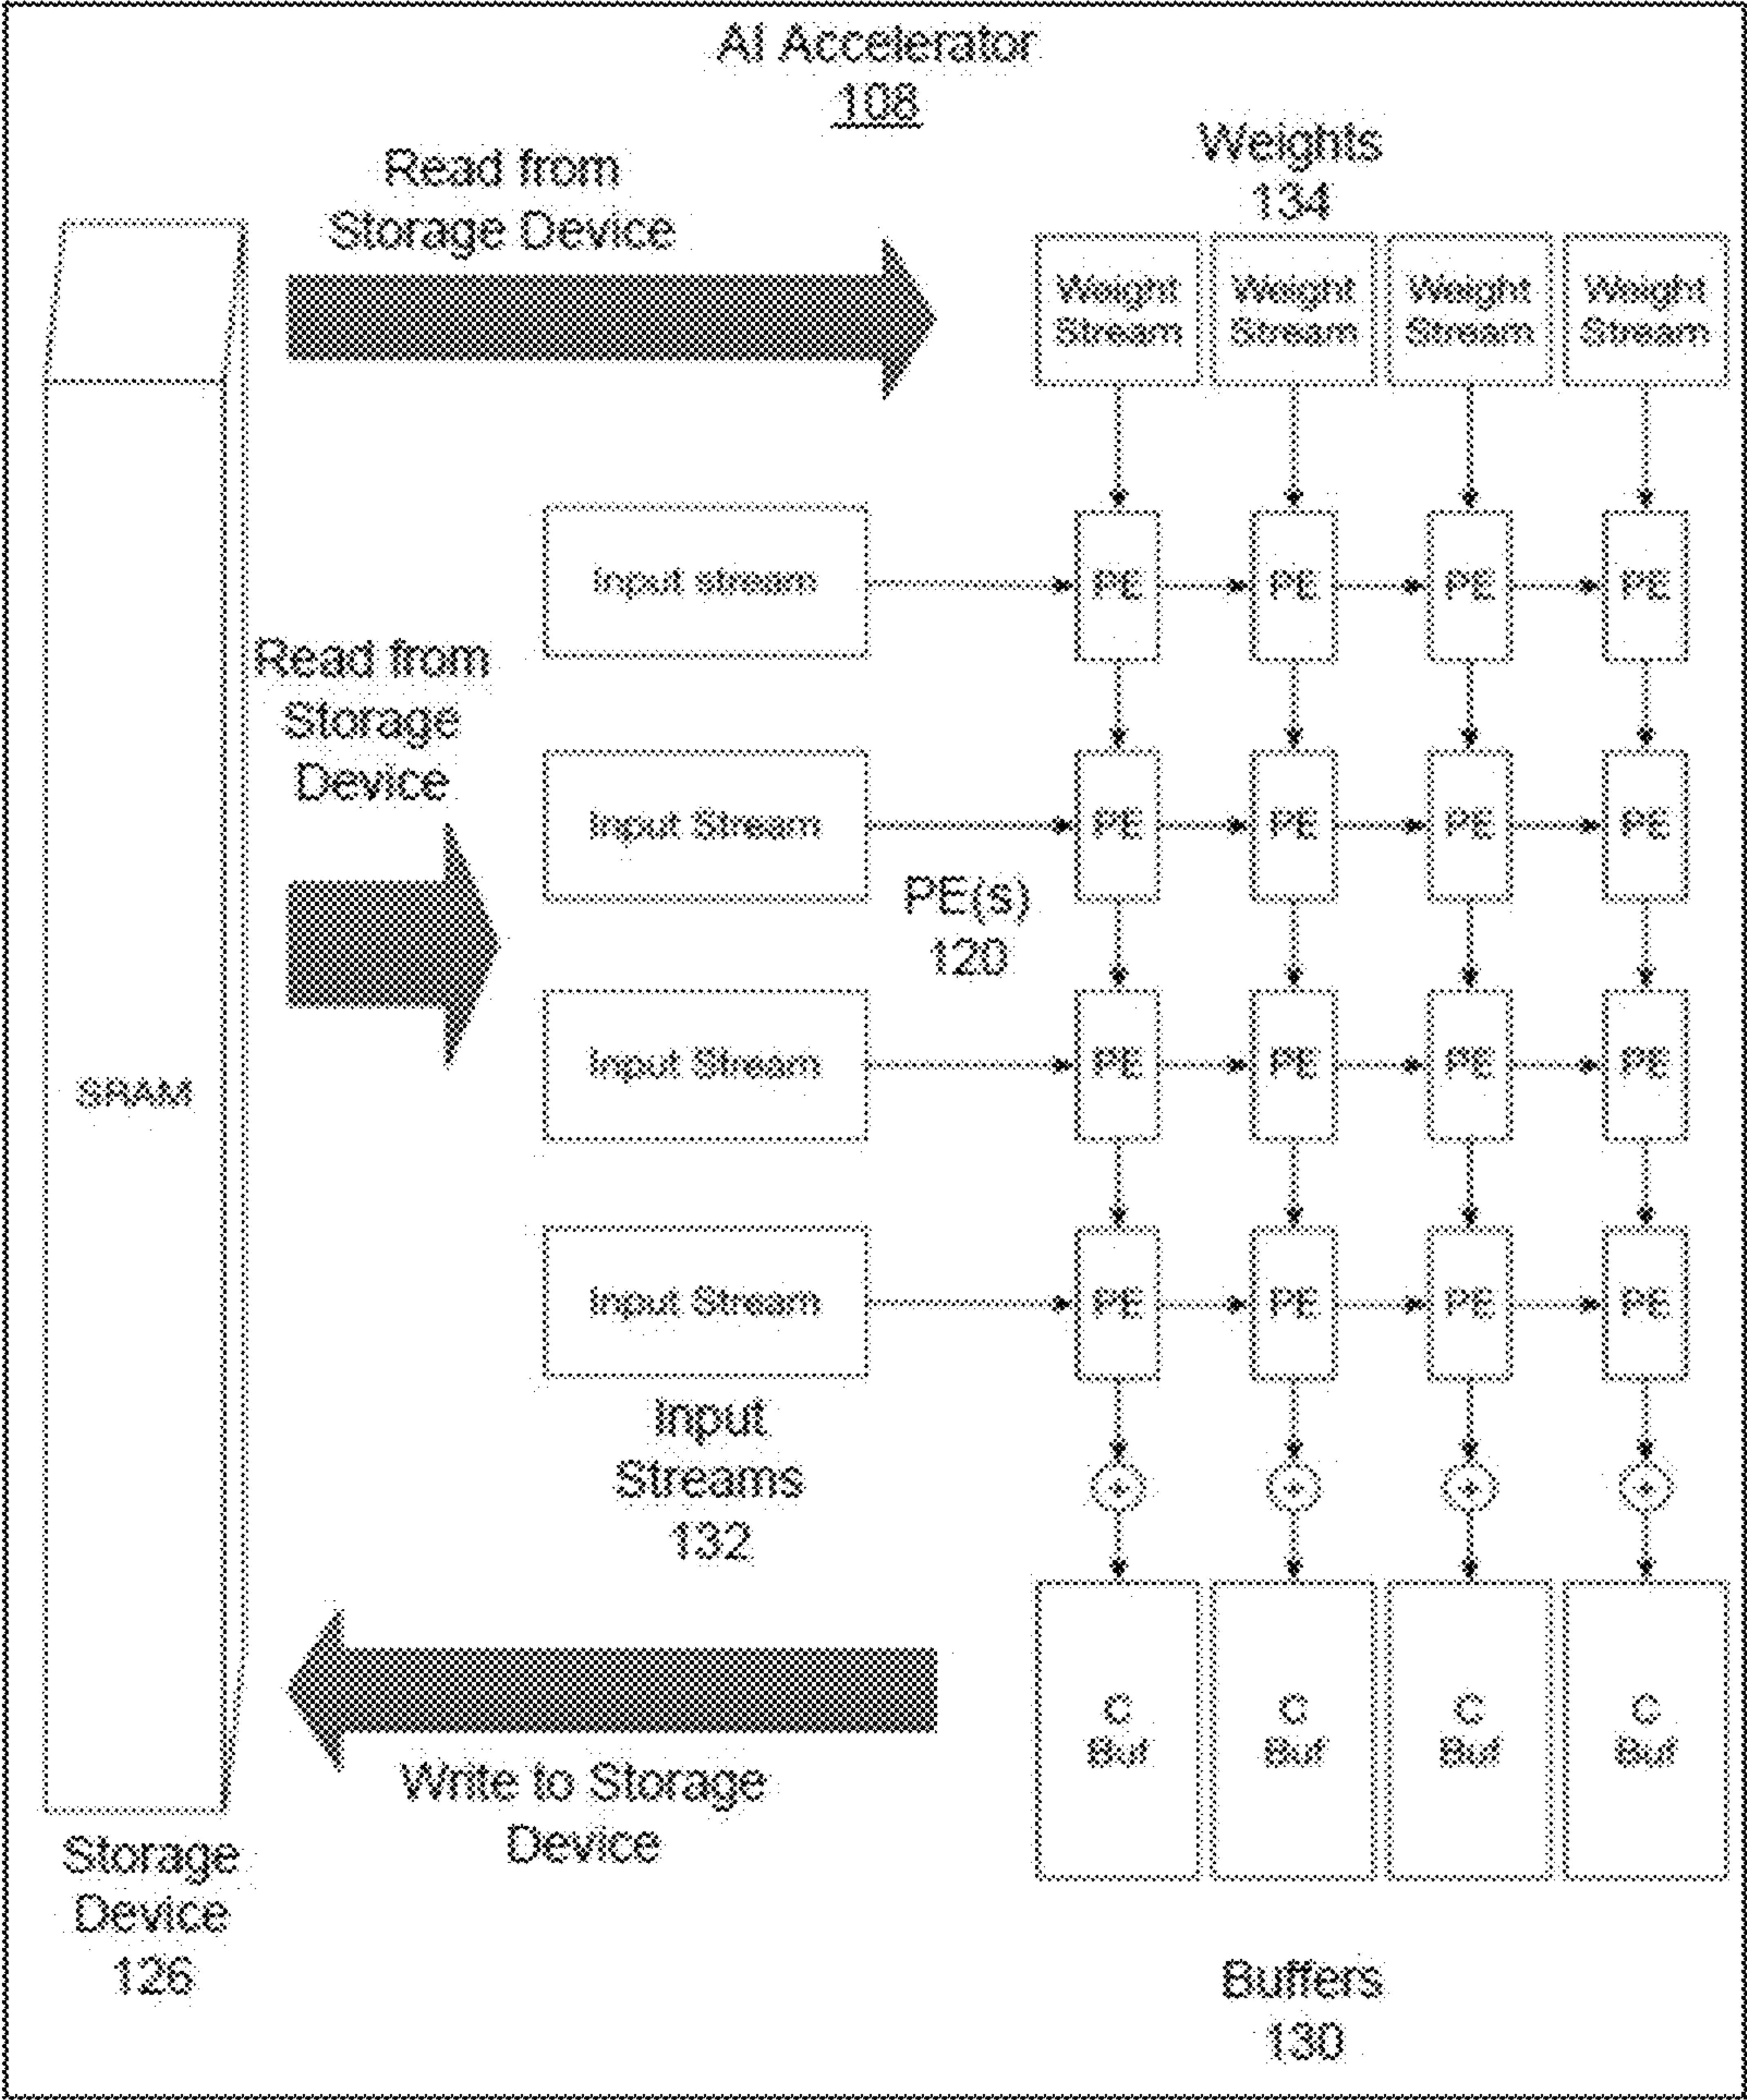 AI Accelerator
108
Weights
134
Read from
Storage Device
Weight
Stream
Weight
Stream
Weight
Stream
Weight
Stream
Input stream
PE
PE
PE
PE
Read from
Storage
Device
Input Stream
PE
PE
PE
PE
PE(s)
120
Input Stream
PE
PE
PE
PE
SRAM
Input Stream
PE
PE
PE
PE
Input
Streams
132
+
+
+
+
C
Buf
C
Buf
C
Buf
C
Buf
Write to Storage
Device
Storage
Device
126
Buffers
130